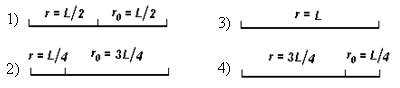 1) r = L/2 r₀ = L/2
2) r = L/4 r₀ = 3L/4
3) r = L
4) r = 3L/4 r₀ = L/4